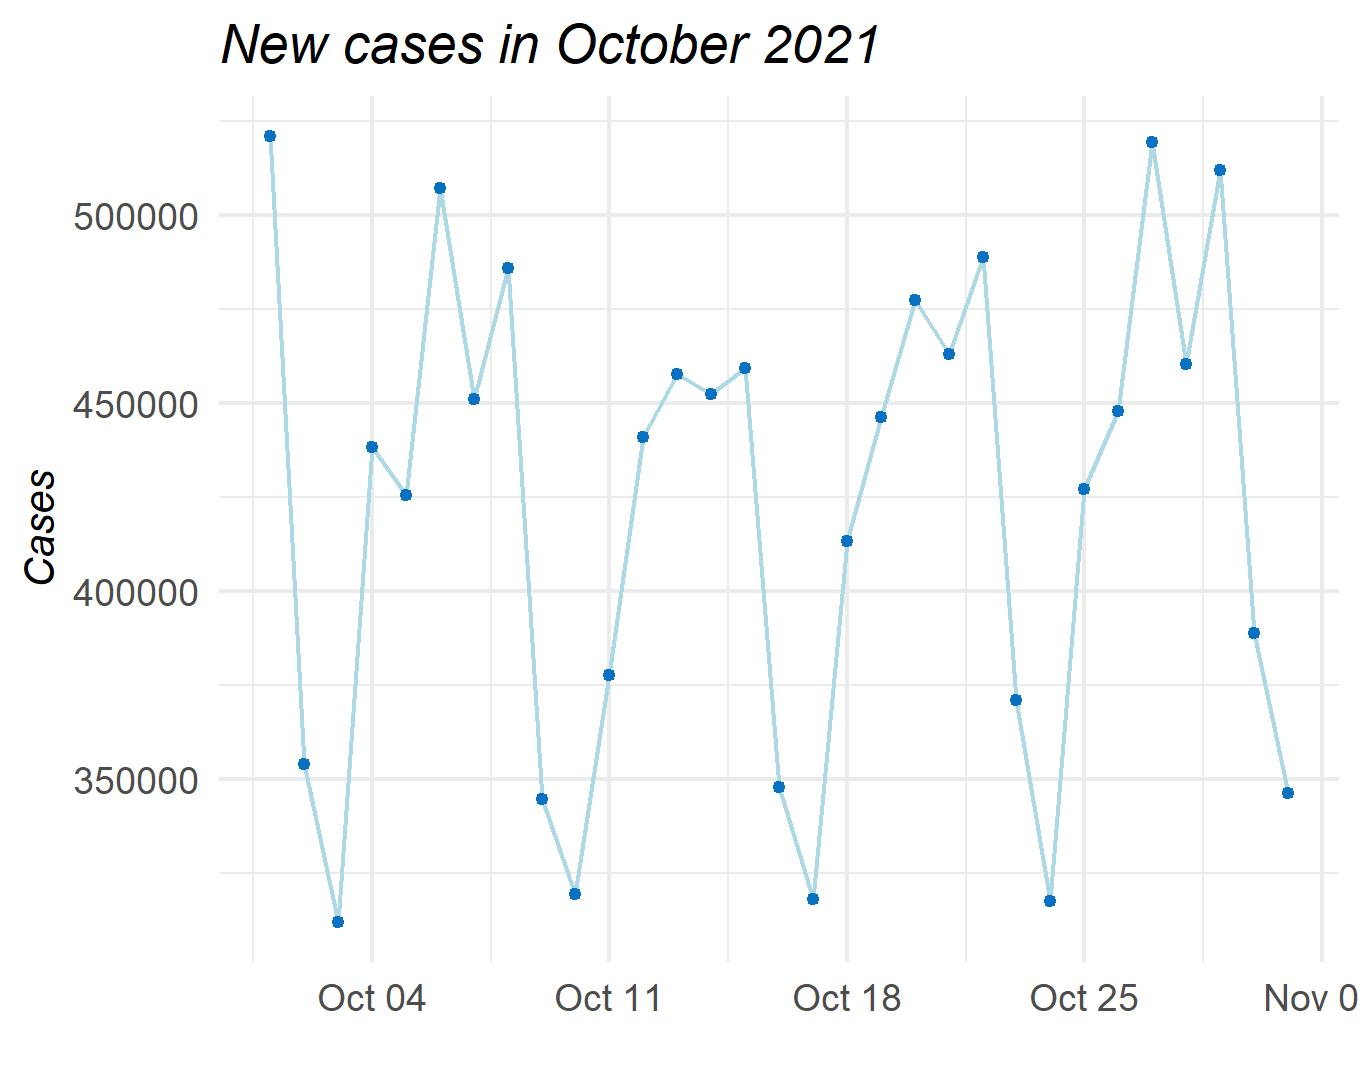 New cases in October 2021
Cases
500000
450000
400000
350000
Oct 04
Oct 11
Oct 18
Oct 25
Nov 0